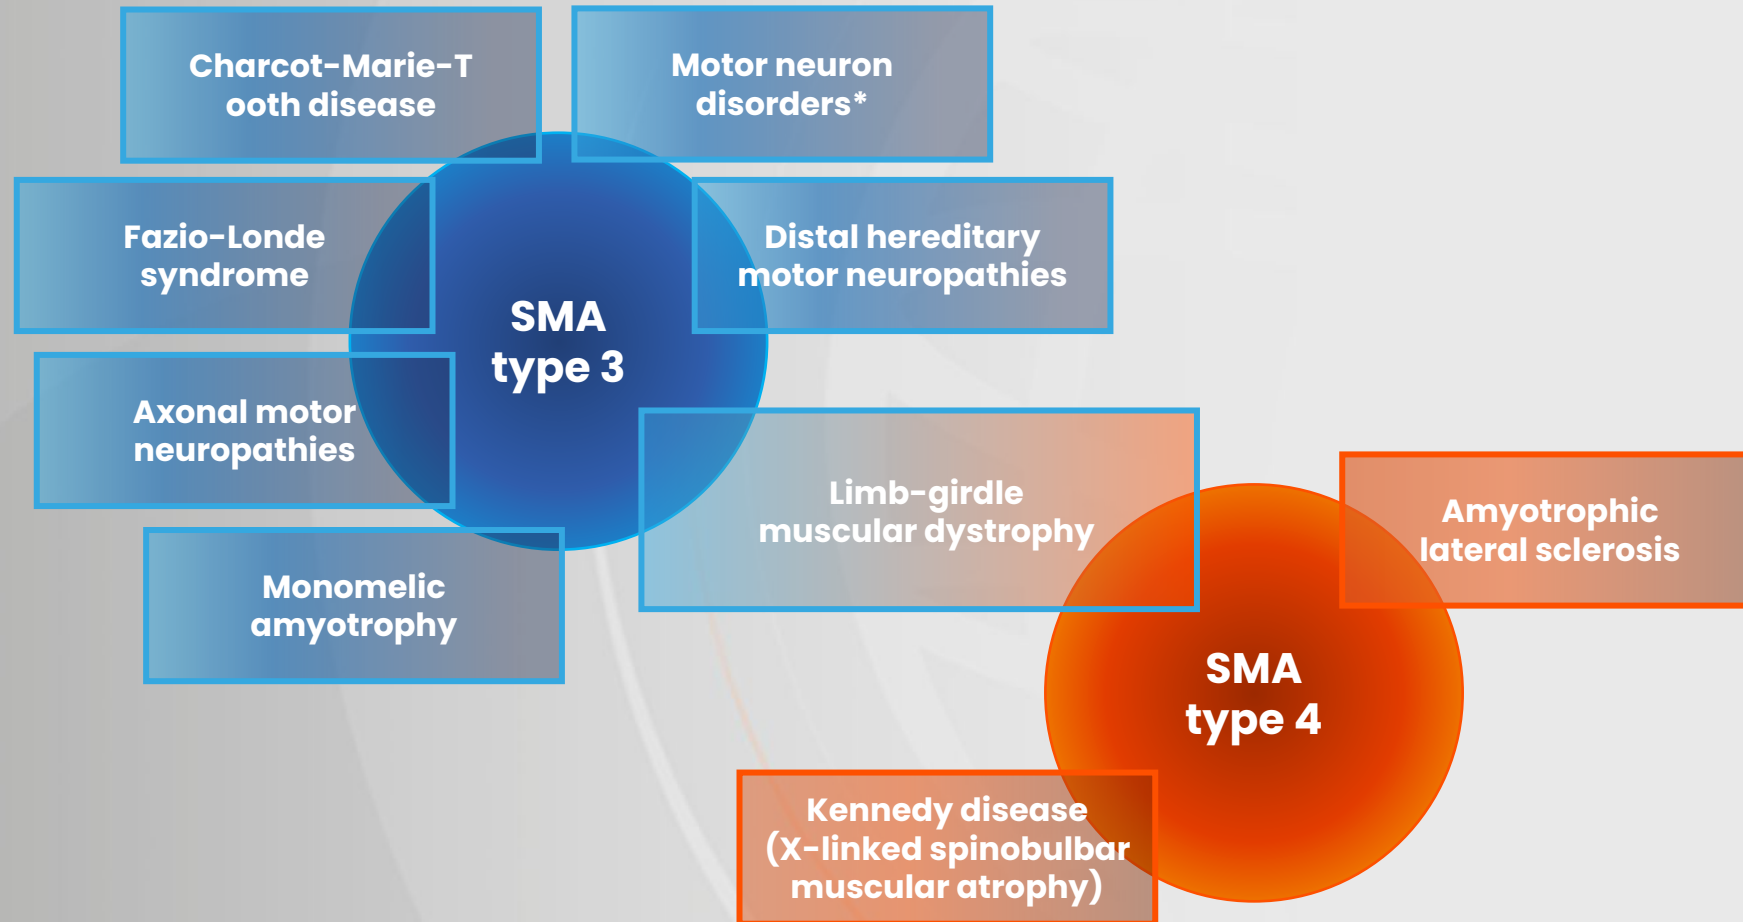 Charcot-Marie-T
ooth disease
Motor neuron
disorders*
Fazio-Londe
syndrome
Distal hereditary
motor neuropathies
SMA
type 3
Axonal motor
neuropathies
Limb-girdle
muscular dystrophy
Amyotrophic
lateral sclerosis
Monomelic
amyotrophy
SMA
type 4
Kennedy disease
(X-linked spinobulbar
muscular atrophy)